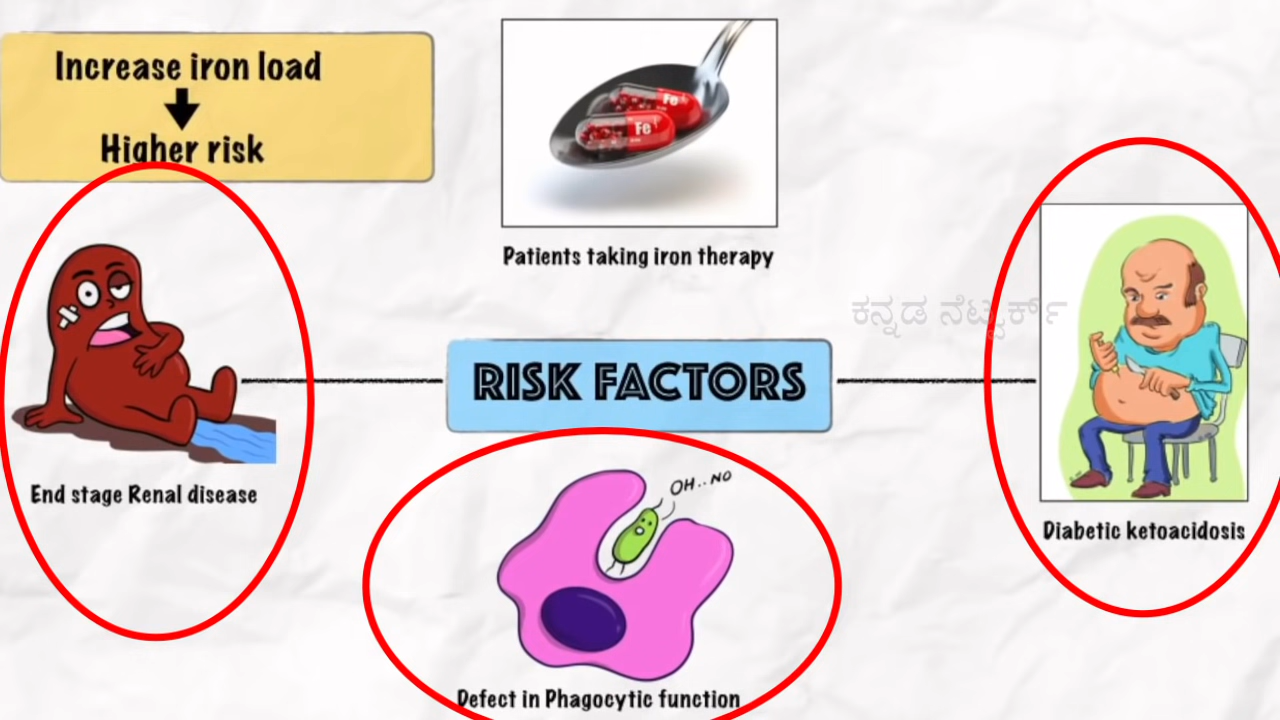 Increase iron load
Higher risk
Fe
Fe
Patients taking iron therapy
ಕನ್ನಡ ನೆಟ್ವರ್ಕ್
RISK FACTORS
End stage Renal disease
OH..NO
Diabetic ketoacidosis
Defect in Phagocytic function